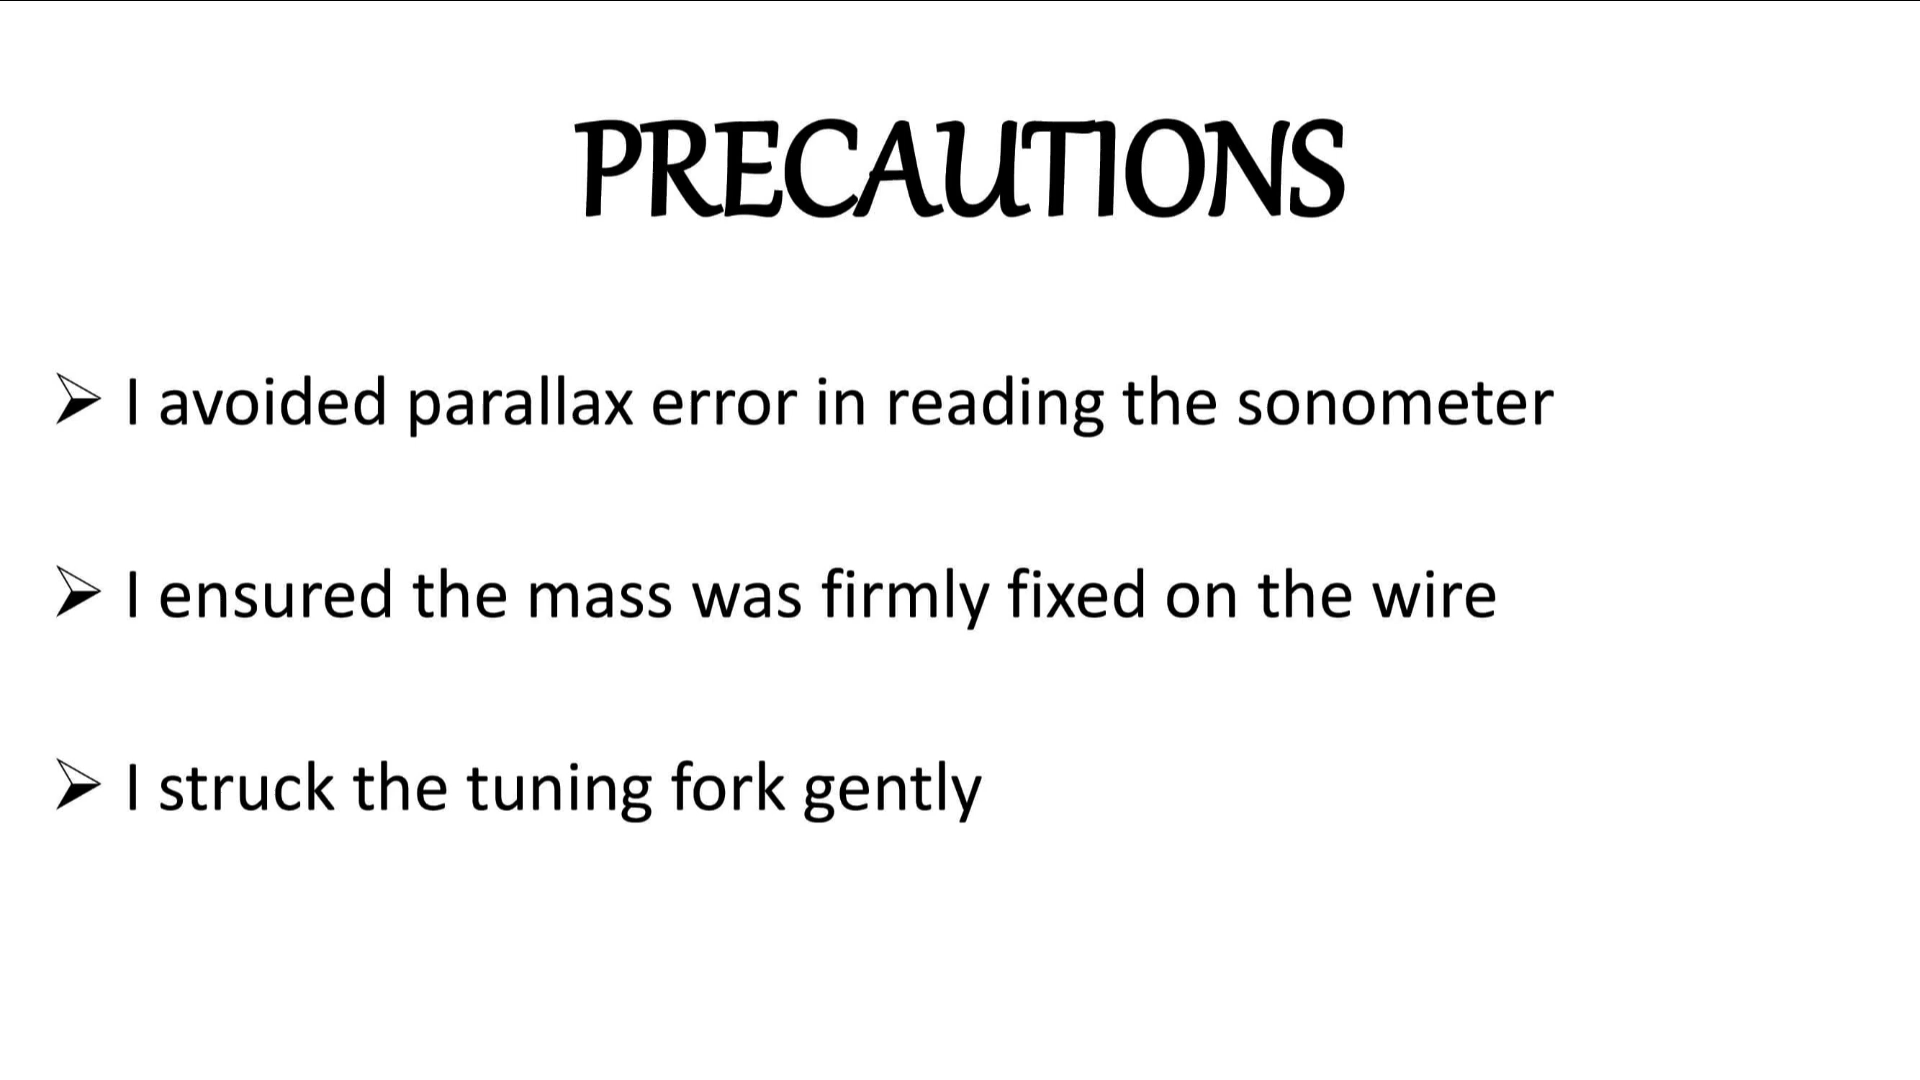 PRECAUTIONS
➢ I avoided parallax error in reading the sonometer
➢ I ensured the mass was firmly fixed on the wire
➢ I struck the tuning fork gently